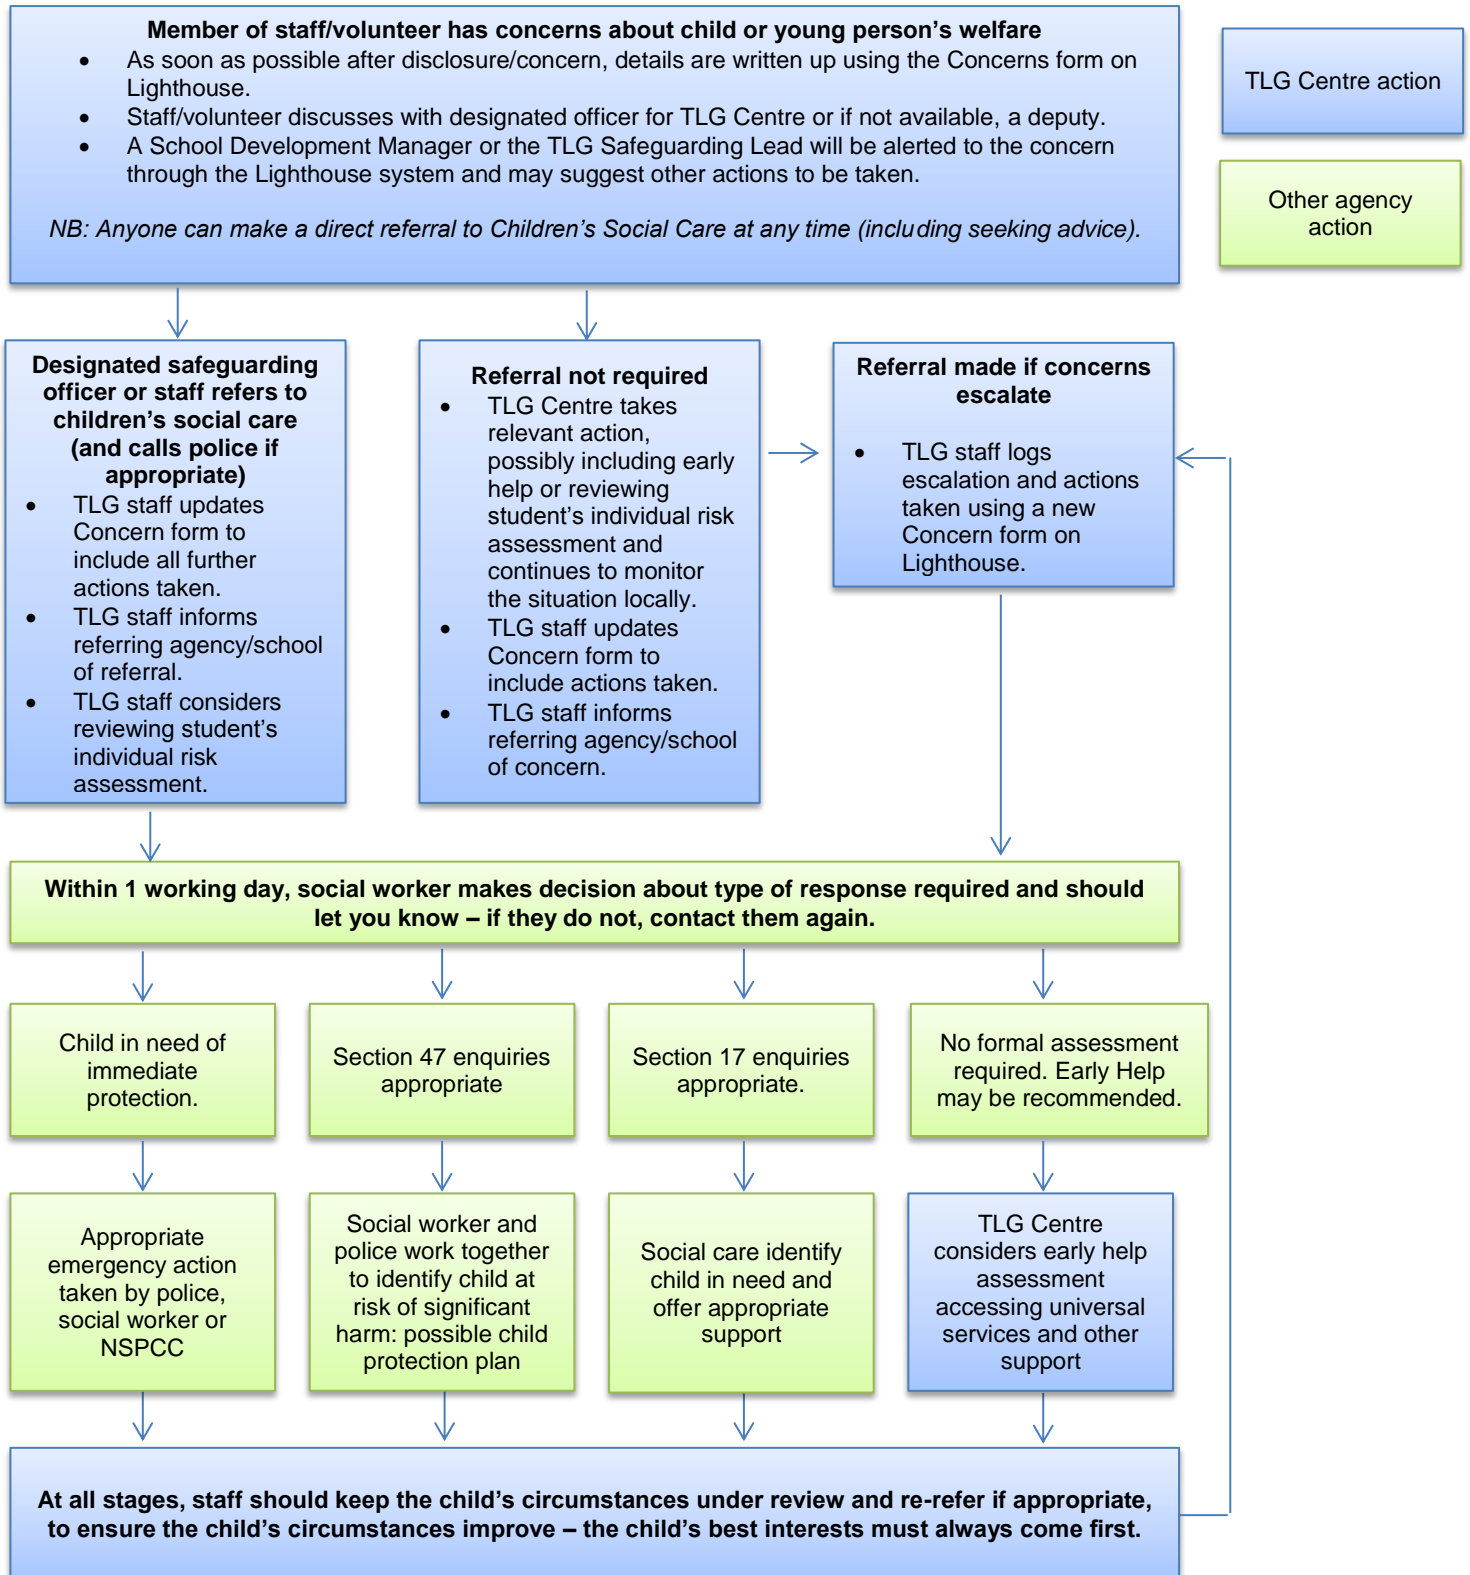 Member of staff/volunteer has concerns about child or young person’s welfare
• As soon as possible after disclosure/concern, details are written up using the Concerns form on
Lighthouse.
• Staff/volunteer discusses with designated officer for TLG Centre or if not available, a deputy.
• A School Development Manager or the TLG Safeguarding Lead will be alerted to the concern
through the Lighthouse system and may suggest other actions to be taken.
NB: Anyone can make a direct referral to Children’s Social Care at any time (including seeking advice).
TLG Centre action
Other agency
action
Designated safeguarding
officer or staff refers to
children’s social care
(and calls police if
appropriate)
• TLG staff updates
Concern form to
include all further
actions taken.
• TLG staff informs
referring agency/school
of referral.
• TLG staff considers
reviewing student’s
individual risk
assessment.
Referral not required
• TLG Centre takes
relevant action,
possibly including early
help or reviewing
student’s individual risk
assessment and
continues to monitor
the situation locally.
• TLG staff updates
Concern form to
include actions taken.
• TLG staff informs
referring agency/school
of concern.
Referral made if concerns
escalate
• TLG staff logs
escalation and actions
taken using a new
Concern form on
Lighthouse.
Within 1 working day, social worker makes decision about type of response required and should
let you know – if they do not, contact them again.
Child in need of
immediate
protection.
Section 47 enquiries
appropriate
Section 17 enquiries
appropriate.
No formal assessment
required. Early Help
may be recommended.
Appropriate
emergency action
taken by police,
social worker or
NSPCC
Social worker and
police work together
to identify child at
risk of significant
harm: possible child
protection plan
Social care identify
child in need and
offer appropriate
support
TLG Centre
considers early help
assessment
accessing universal
services and other
support
At all stages, staff should keep the child’s circumstances under review and re-refer if appropriate,
to ensure the child’s circumstances improve – the child’s best interests must always come first.